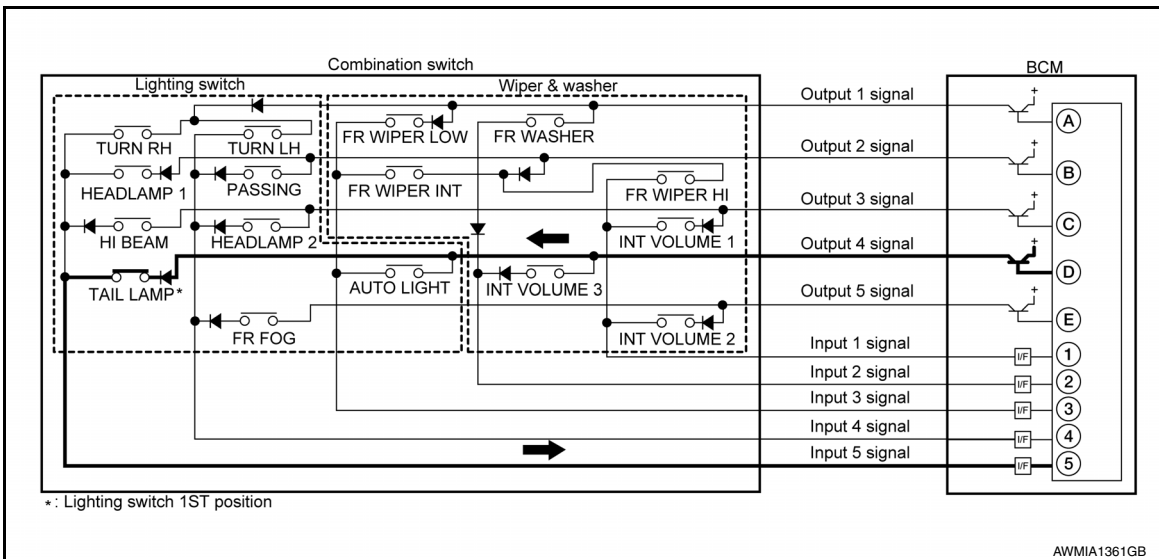 Combination switch
BCM
Lighting switch
Wiper & washer
Output 1 signal
+
A
FR WIPER LOW
FR WASHER
TURN RH
TURN LH
Output 2 signal
+
B
HEADLAMP 1
PASSING
FR WIPER INT
FR WIPER HI
Output 3 signal
+
C
HI BEAM
HEADLAMP 2
INT VOLUME 1
Output 4 signal
+
D
TAIL LAMP*
AUTO LIGHT
INT VOLUME 3
Output 5 signal
+
E
FR FOG
INT VOLUME 2
Input 1 signal
I/F
1
Input 2 signal
I/F
2
Input 3 signal
I/F
3
Input 4 signal
I/F
4
Input 5 signal
I/F
5
*: Lighting switch 1ST position
AWMIA1361GB